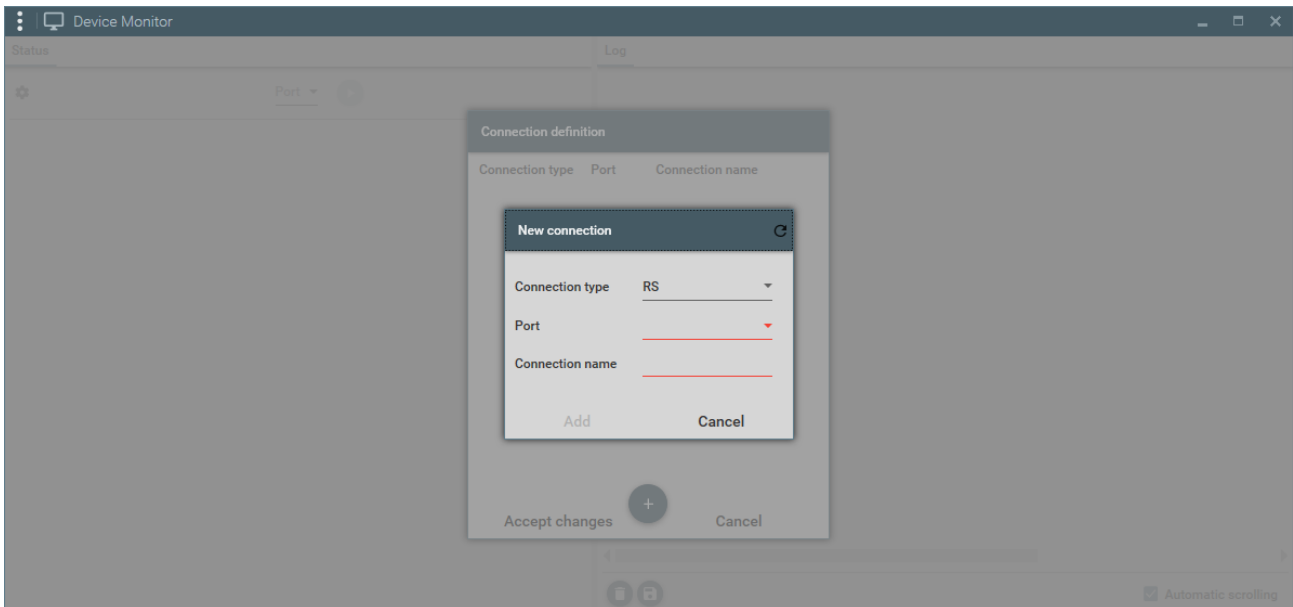 Device Monitor
Status
Log
Port
Connection definition
Connection type Port Connection name
New connection
Connection type RS
Port
Connection name
Add Cancel
Accept changes + Cancel
Automatic scrolling